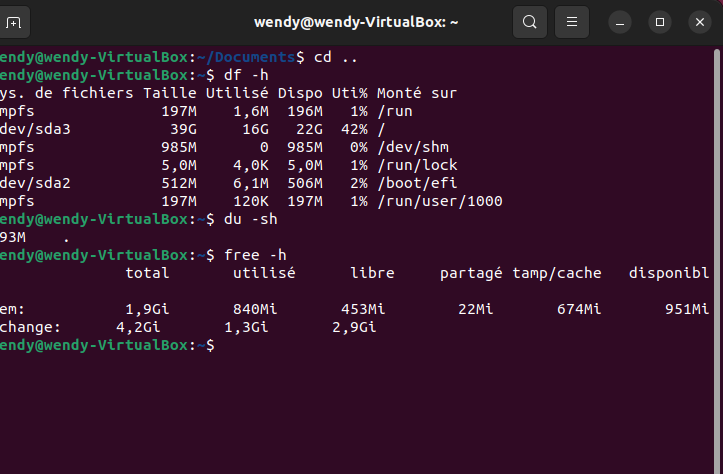 wendy@wendy-VirtualBox: ~
endy@wendy-VirtualBox:~/Documents$ cd ..
endy@wendy-VirtualBox:~$ df -h
ys. de fichiers Taille Utilisé Dispo Uti% Monté sur
mpfs 197M 1,6M 196M 1% /run
dev/sda3 39G 16G 22G 42% /
mpfs 985M 0 985M 0% /dev/shm
mpfs 5,0M 4,0K 5,0M 1% /run/lock
dev/sda2 512M 6,1M 506M 2% /boot/efi
mpfs 197M 120K 197M 1% /run/user/1000
endy@wendy-VirtualBox:~$ du -sh
93M .
endy@wendy-VirtualBox:~$ free -h
total utilisé libre partagé tamp/cache disponibl
em: 1,9Gi 840Mi 453Mi 22Mi 674Mi 951Mi
change: 4,2Gi 1,3Gi 2,9Gi
endy@wendy-VirtualBox:~$